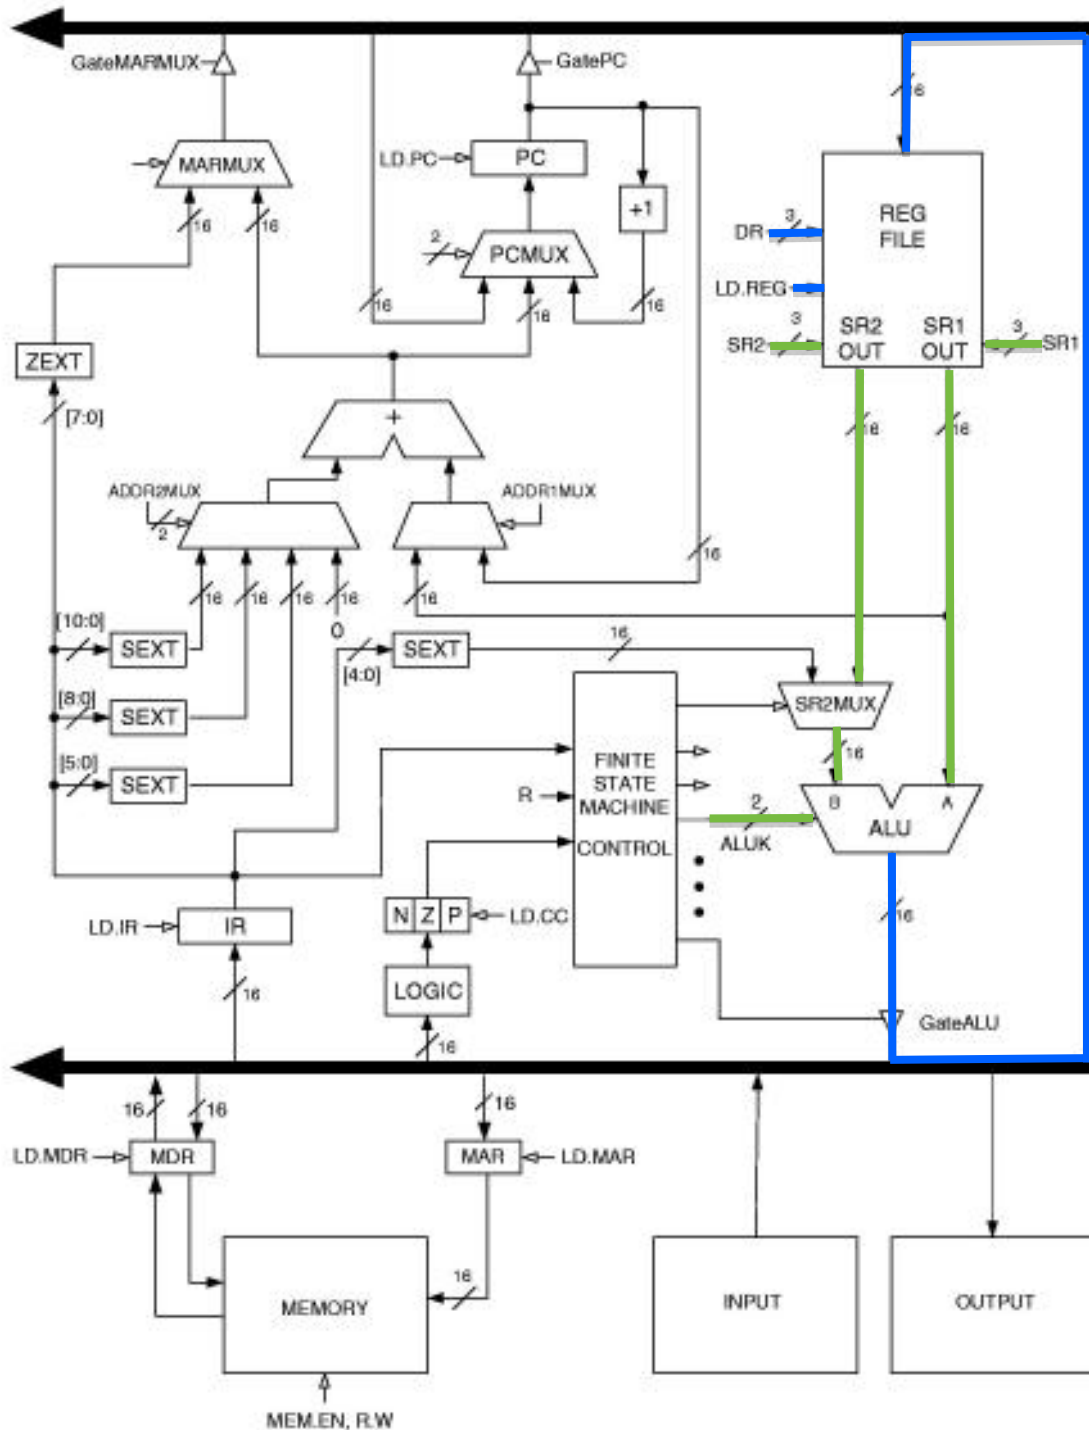 GateMARMUX
GatePC
16
MARMUX
LD.PC
PC
+1
REG
FILE
DR
3
16
16
2
PCMUX
LD.REG
16
16
16
SR2
3
SR2
OUT
SR1
OUT
3
SR1
ZEXT
[7:0]
+
16
16
ADDR2MUX
2
ADDR1MUX
16
16
16
16
16
16
[10:0]
SEXT
0
[4:0]
SEXT
16
[8:0]
SEXT
SR2MUX
[5:0]
SEXT
16
FINITE
STATE
MACHINE
CONTROL
R
B
A
ALU
2
ALUK
N Z P
LD.CC
LD.IR
IR
16
LOGIC
16
16
GateALU
16
16
16
LD.MDR
MDR
MAR
LD.MAR
16
MEMORY
INPUT
OUTPUT
MEM.EN, R.W